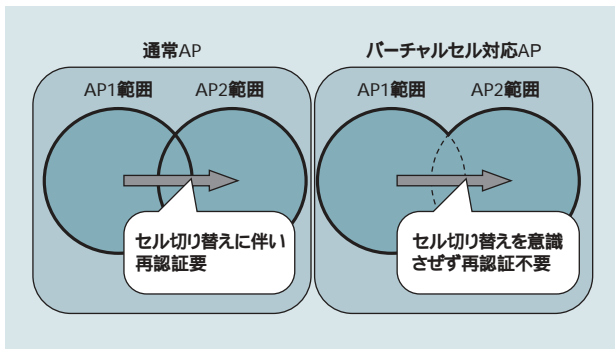 通常AP
AP1範囲
AP2範囲
セル切り替えに伴い
再認証要
バーチャルセル対応AP
AP1範囲
AP2範囲
セル切り替えを意識
させず再認証不要